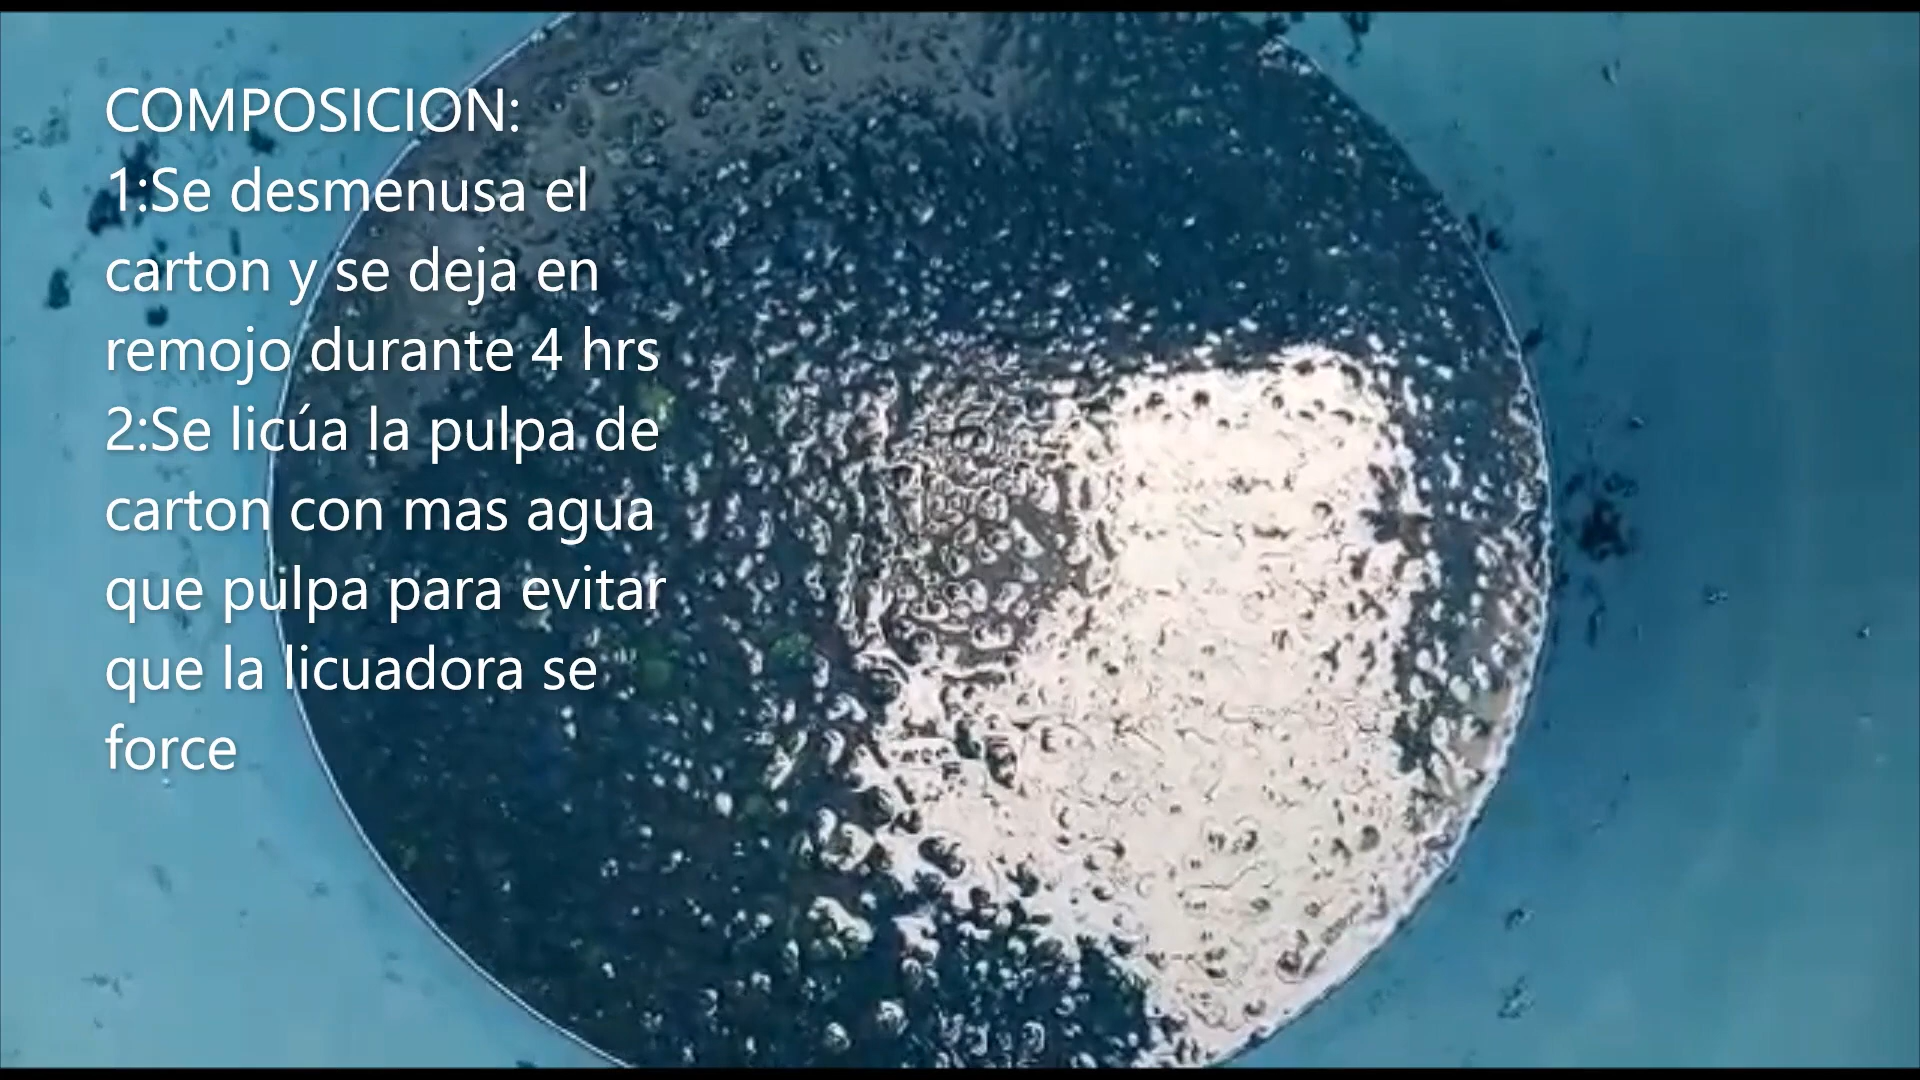 COMPOSICION:
1:Se desmenusa el
carton y se deja en
remojo durante 4 hrs
2:Se licúa la pulpa de
carton con mas agua
que pulpa para evitar
que la licuadora se
force